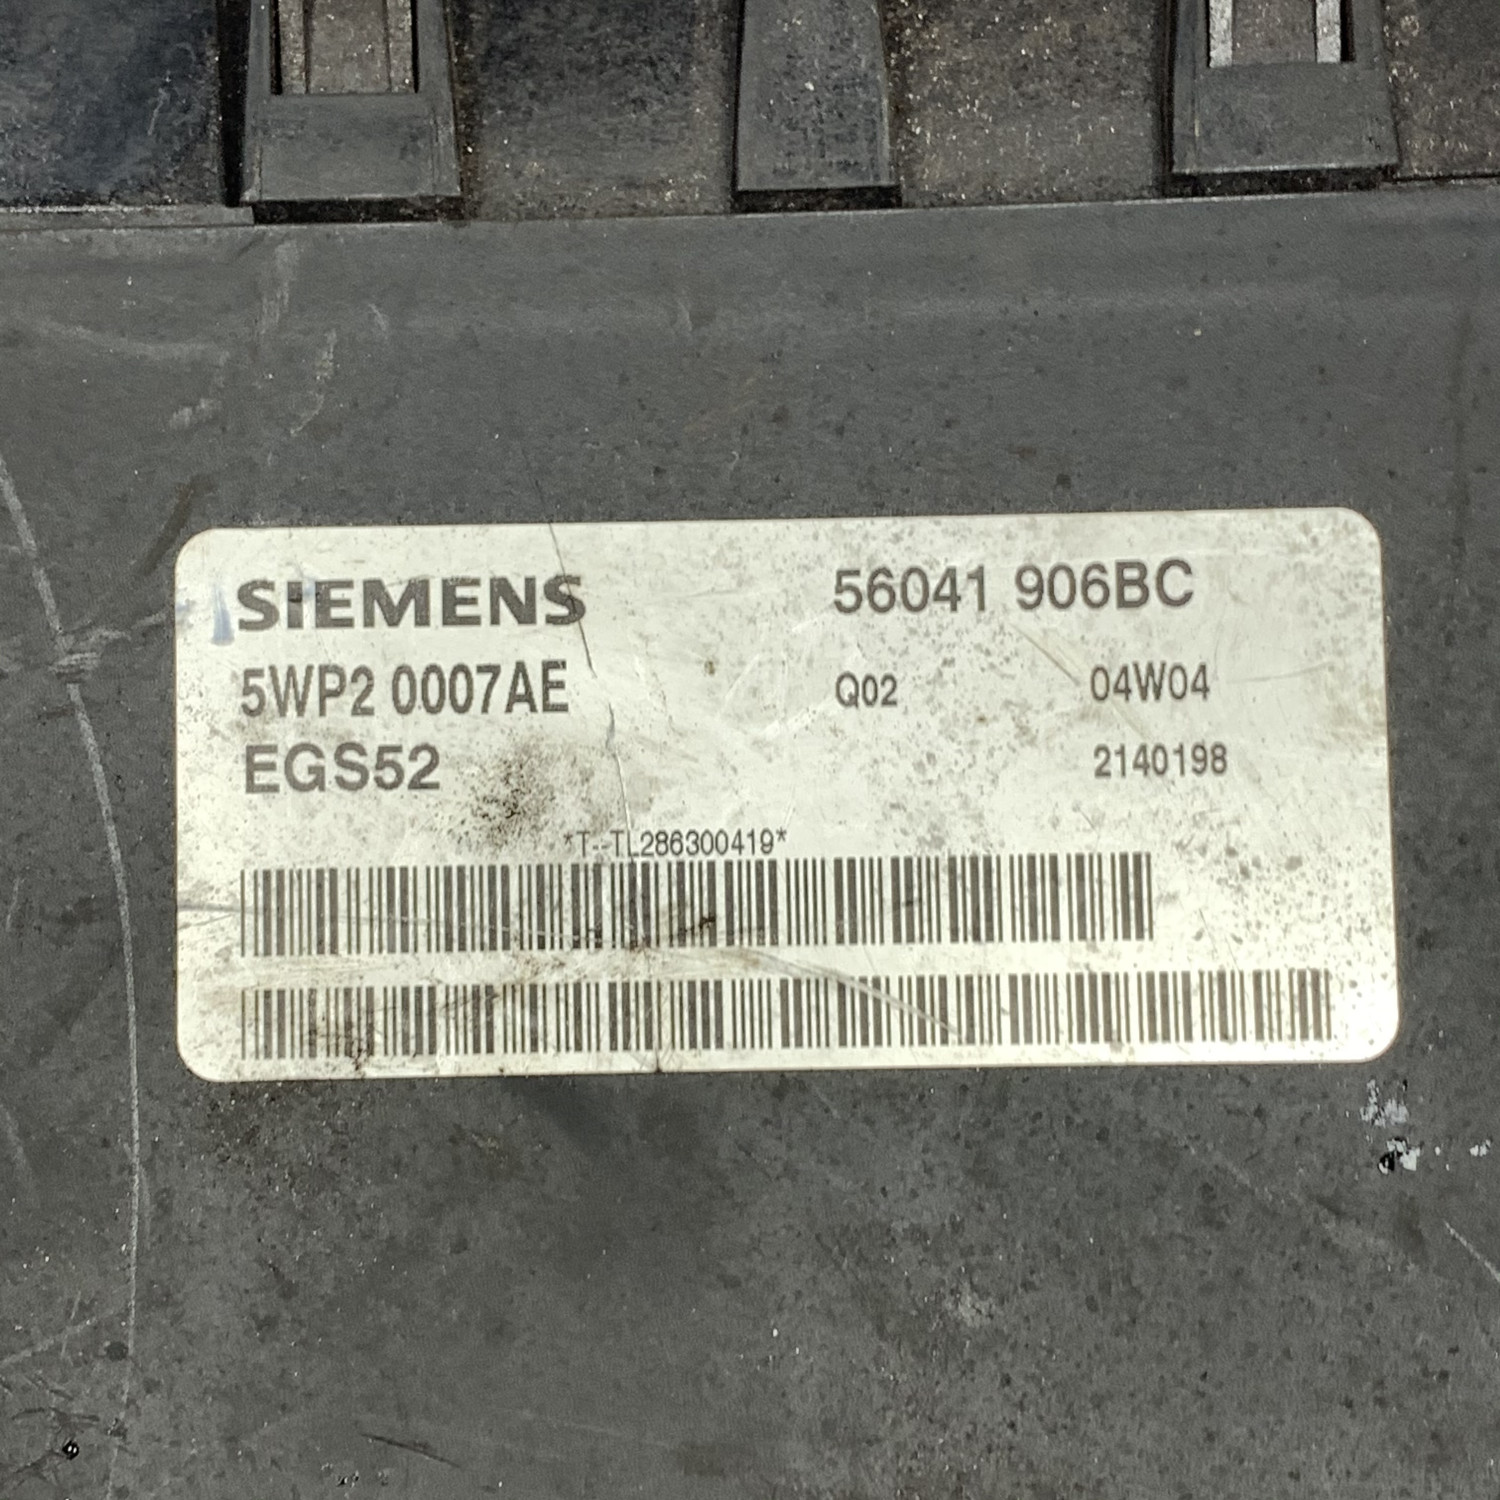 SIEMENS 56041 906BC
5WP2 0007AE Q02 04W04
EGS52 2140198
*T--TL286300419*